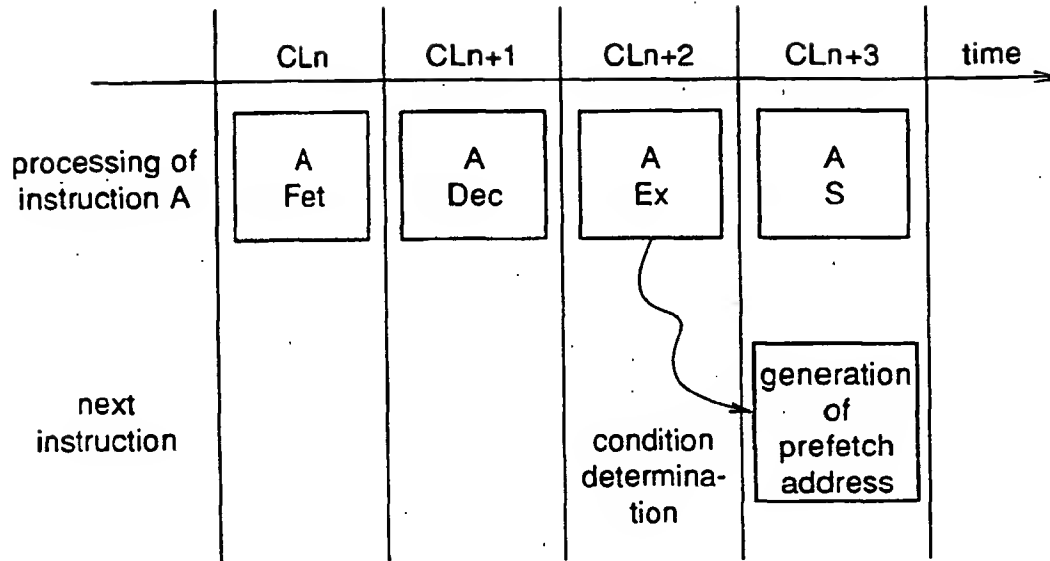 CLn CLn+1 CLn+2 CLn+3 time
processing of
instruction A
A
Fet
A
Dec
A
Ex
A
S
next
instruction
condition
determina-
tion
generation
of
prefetch
address